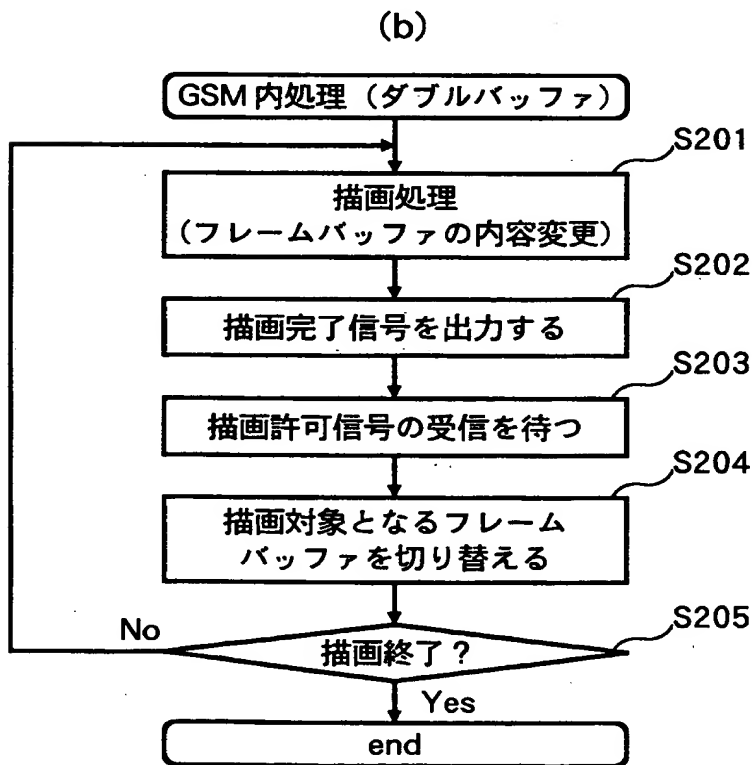 (b)
GSM 内処理（ダブルバッファ）
S201
描画処理
（フレームバッファの内容変更）
S202
描画完了信号を出力する
S203
描画許可信号の受信を待つ
S204
描画対象となるフレーム
バッファを切り替える
S205
No
描画終了？
Yes
end